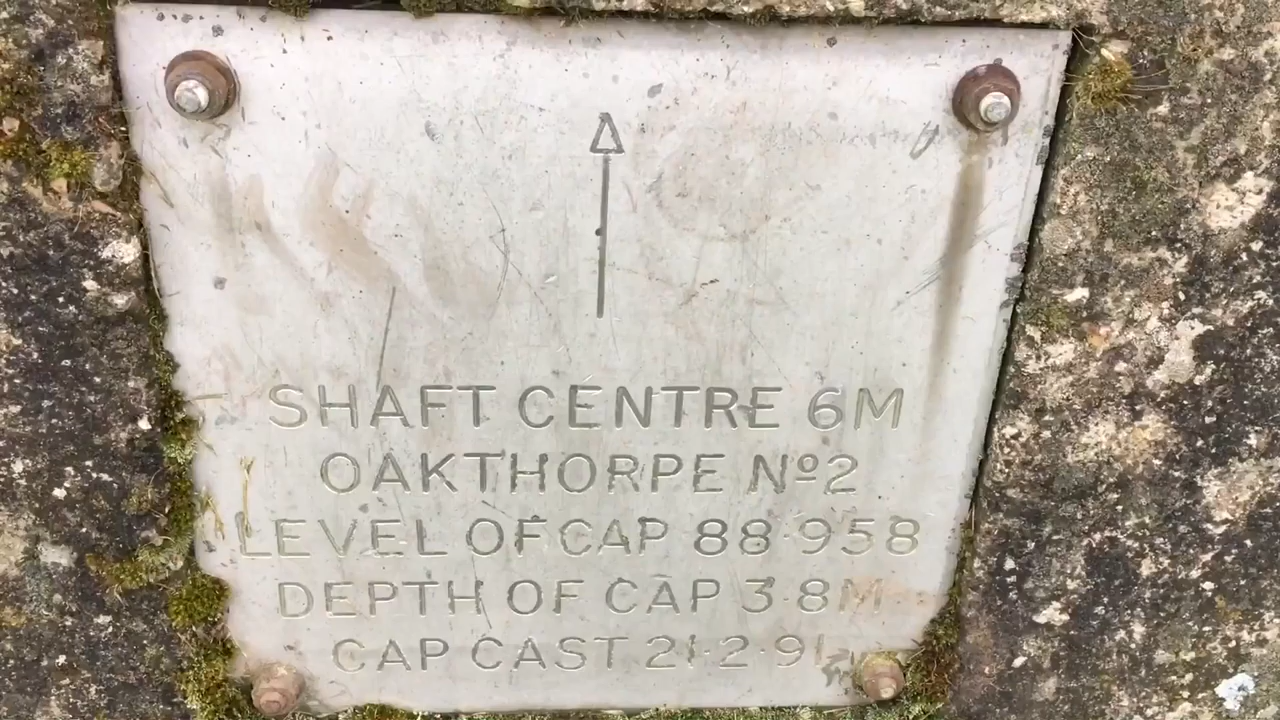 SHAFT CENTRE 6M
OAKTHORPE Nº2
LEVEL OF CAP 88·958
DEPTH OF CAP 3·8M
CAP CAST 21·2·91